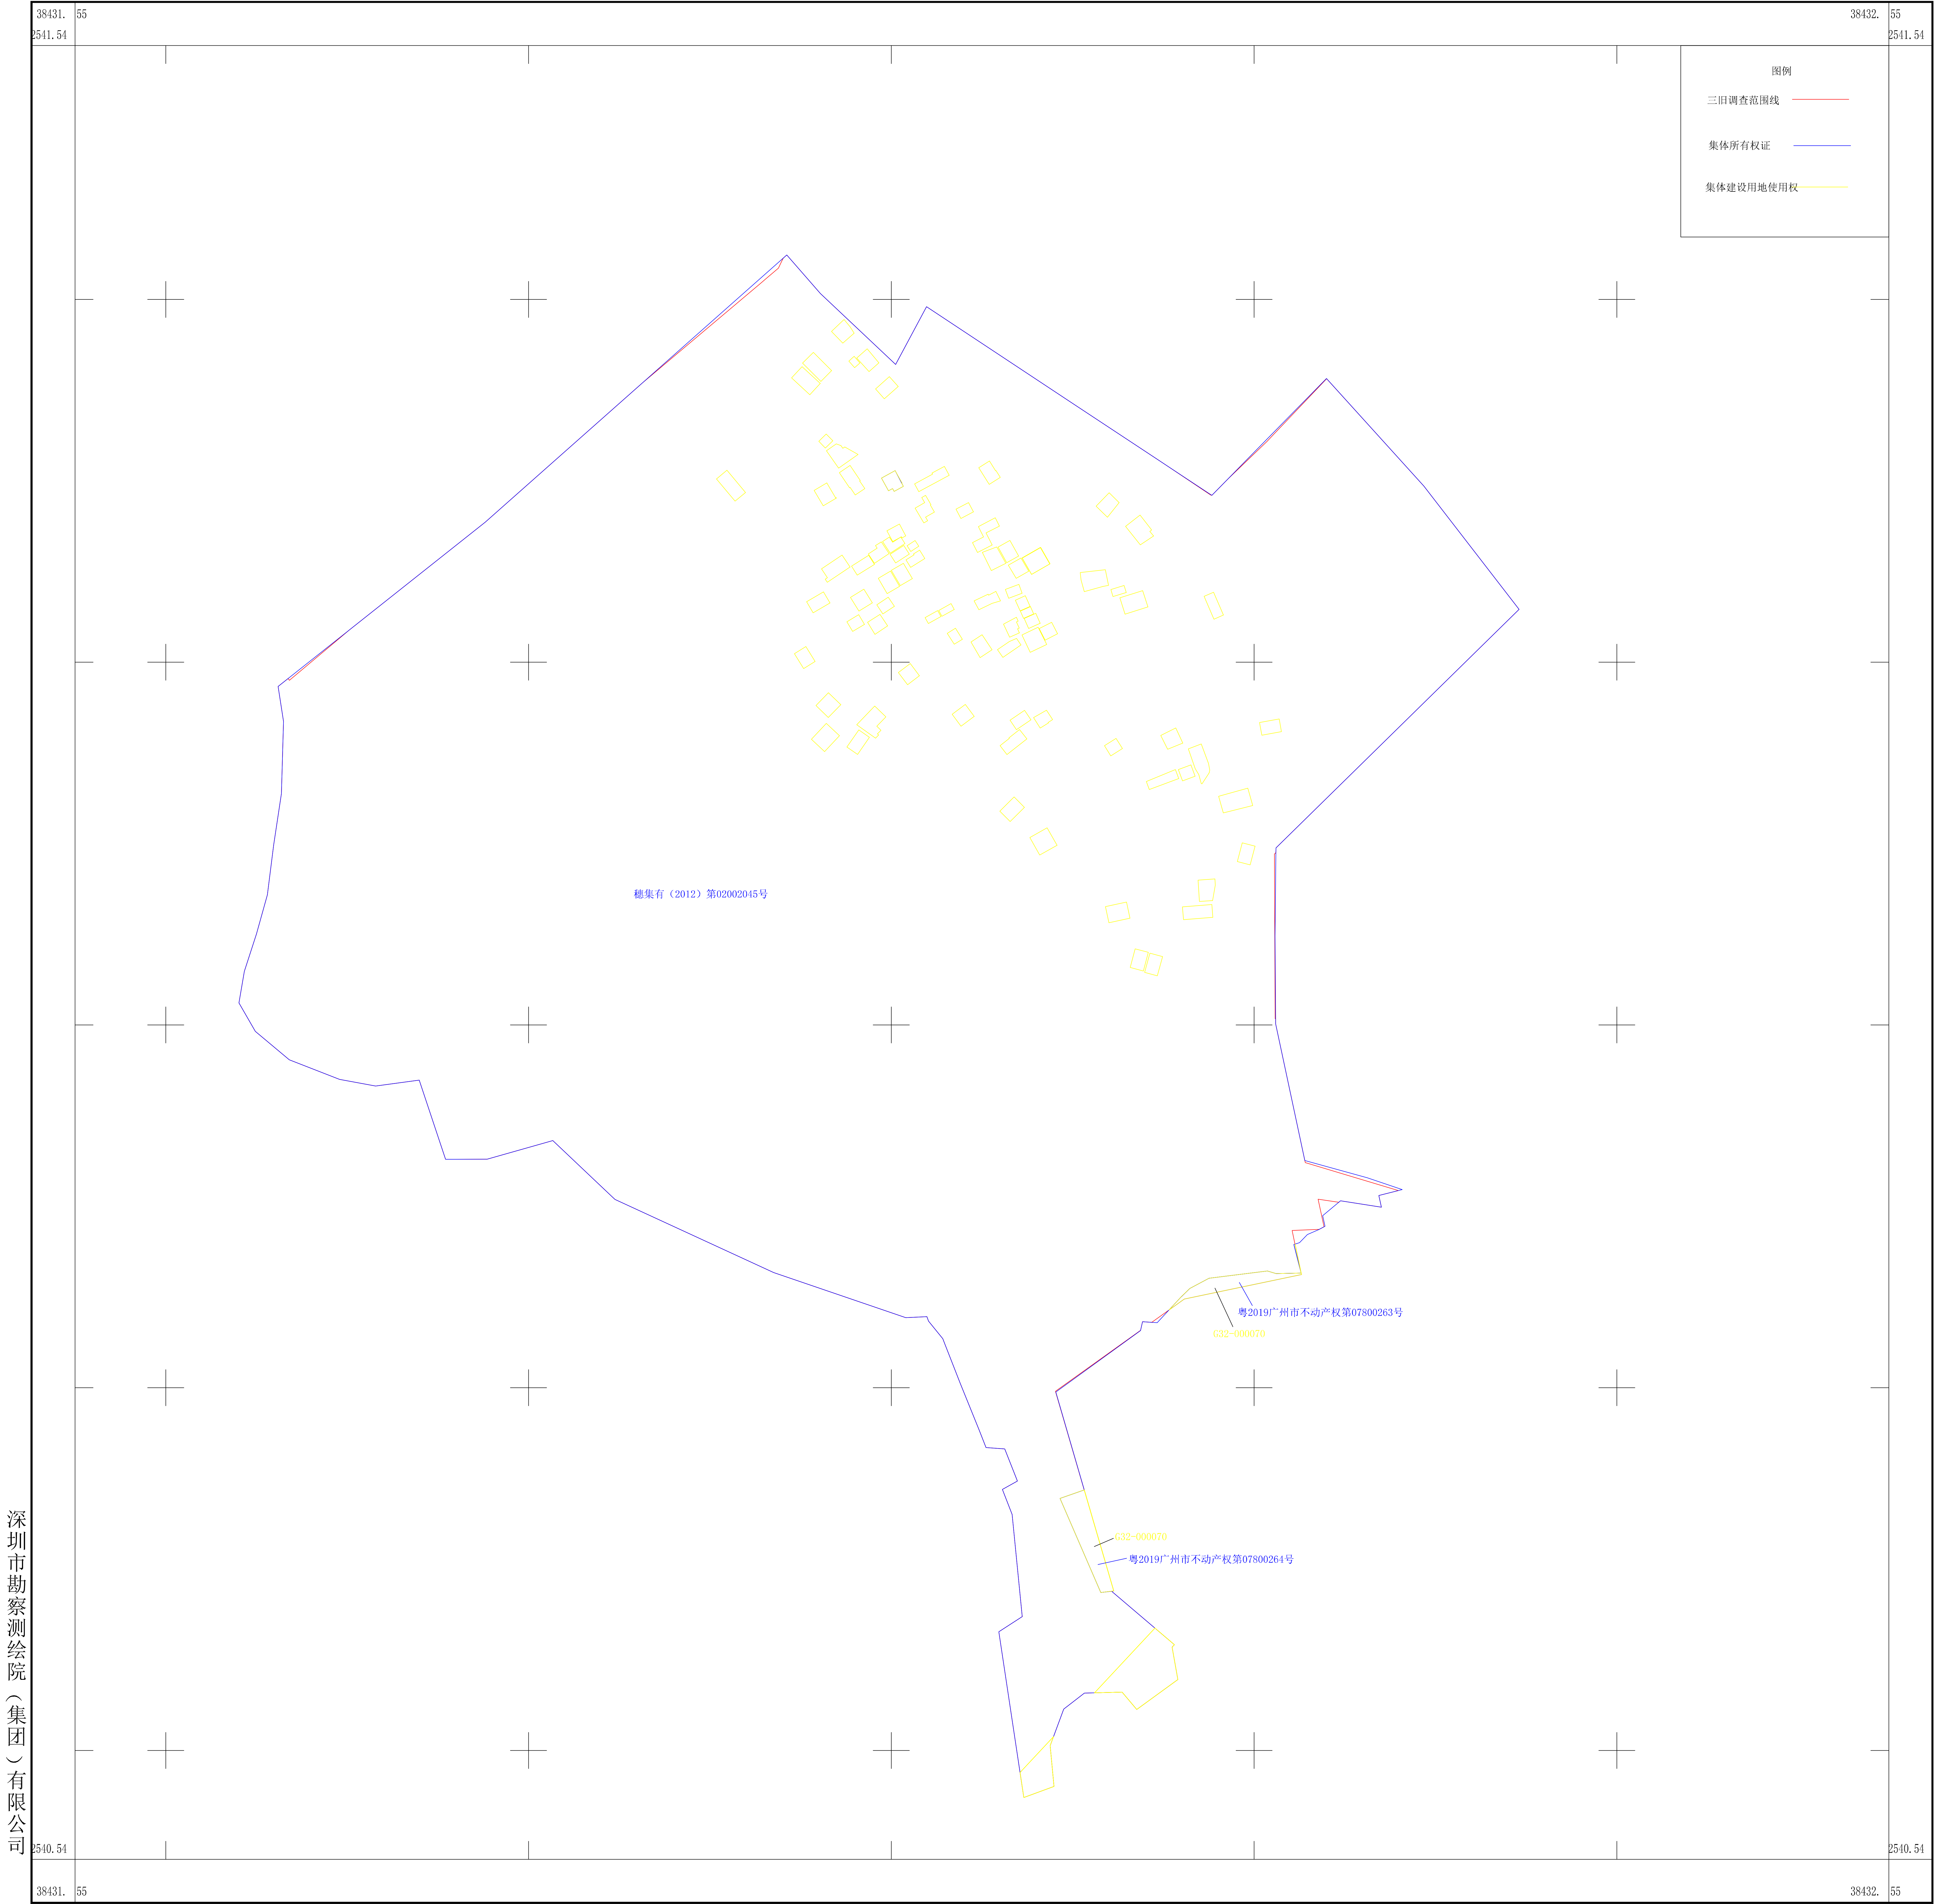 38431. 55
2541.54
38432. 55
2541.54
图例
三旧调查范围线
集体所有权证
集体建设用地使用权
穗集有（2012）第02002045号
粤2019广州市不动产权第07800263号
G32-000070
G32-000070
粤2019广州市不动产权第07800264号
深圳市勘察测绘院（集团）有限公司
2540.54
38431. 55
2540.54
38432. 55